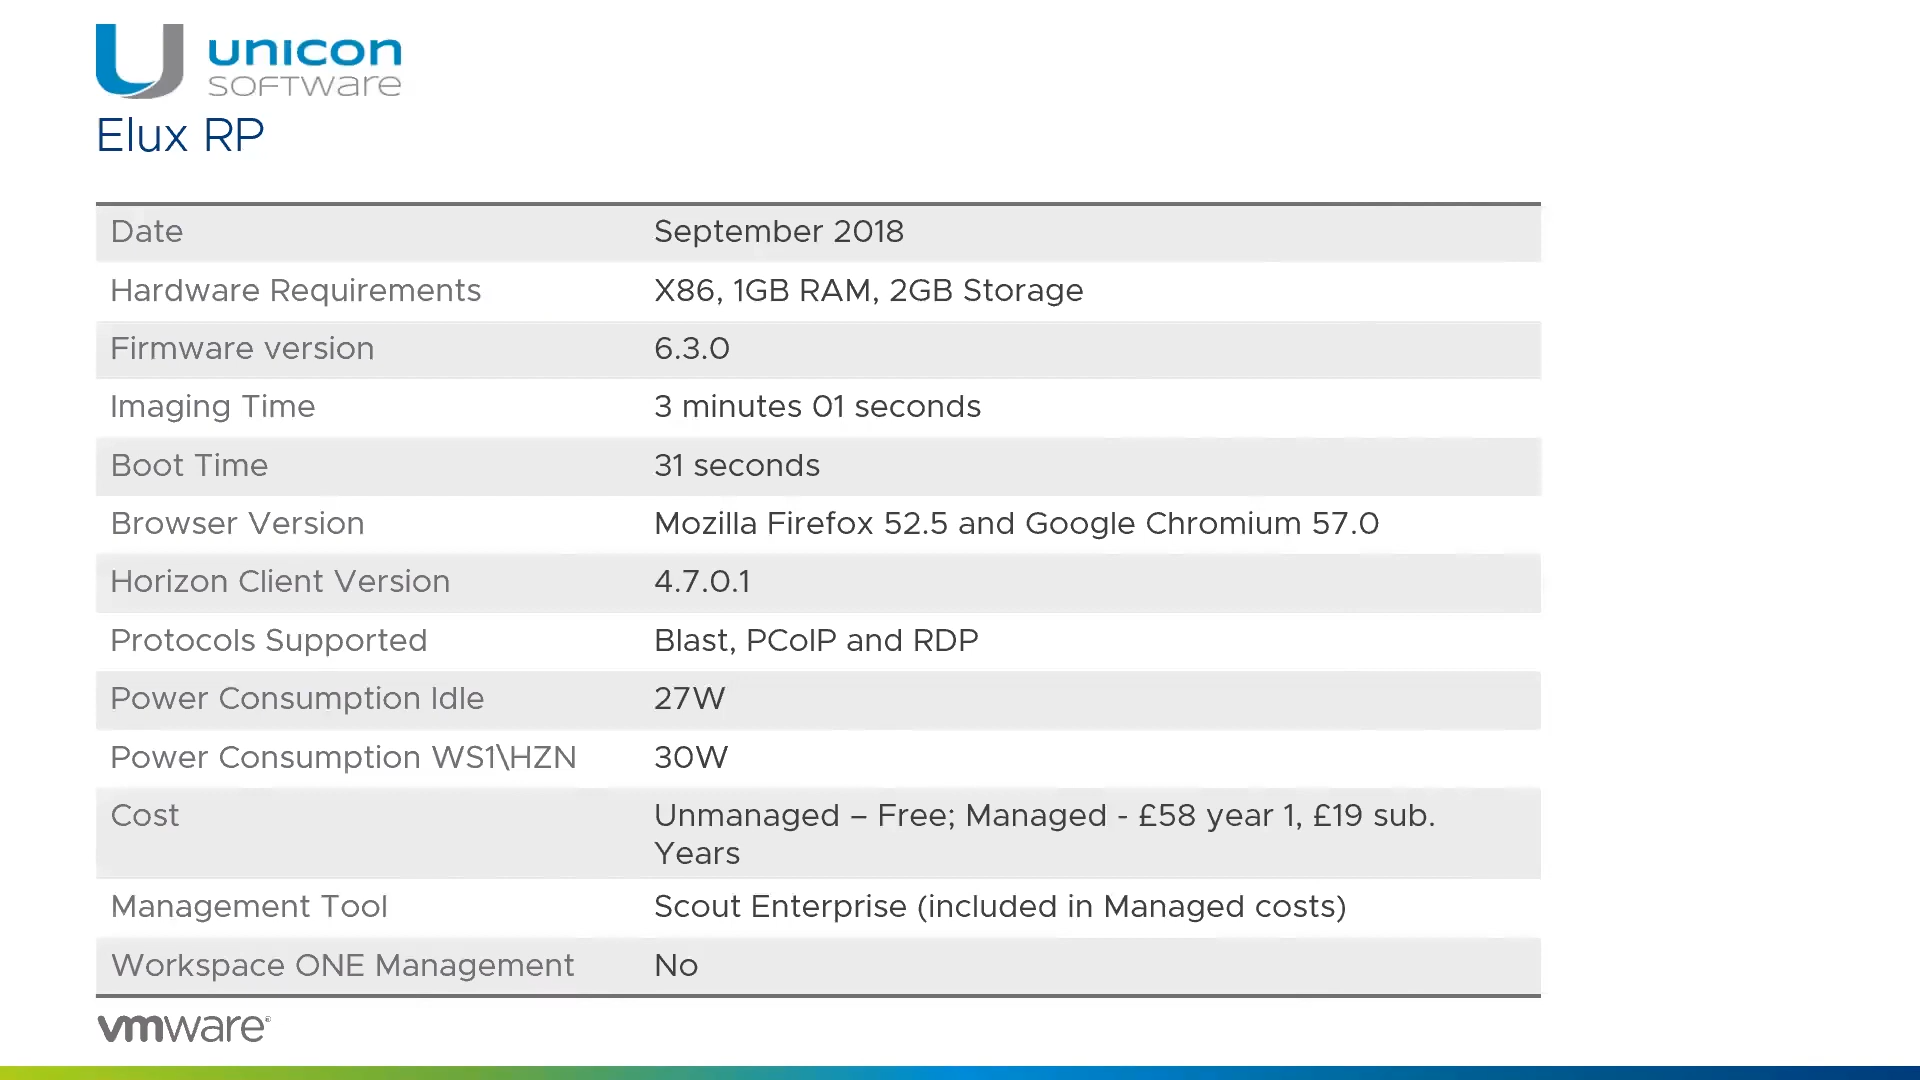 unicon
software
Elux RP
Date September 2018
Hardware Requirements X86, 1GB RAM, 2GB Storage
Firmware version 6.3.0
Imaging Time 3 minutes 01 seconds
Boot Time 31 seconds
Browser Version Mozilla Firefox 52.5 and Google Chromium 57.0
Horizon Client Version 4.7.0.1
Protocols Supported Blast, PCoIP and RDP
Power Consumption Idle 27W
Power Consumption WS1\HZN 30W
Cost Unmanaged – Free; Managed - £58 year 1, £19 sub.
Years
Management Tool Scout Enterprise (included in Managed costs)
Workspace ONE Management No
vmware®